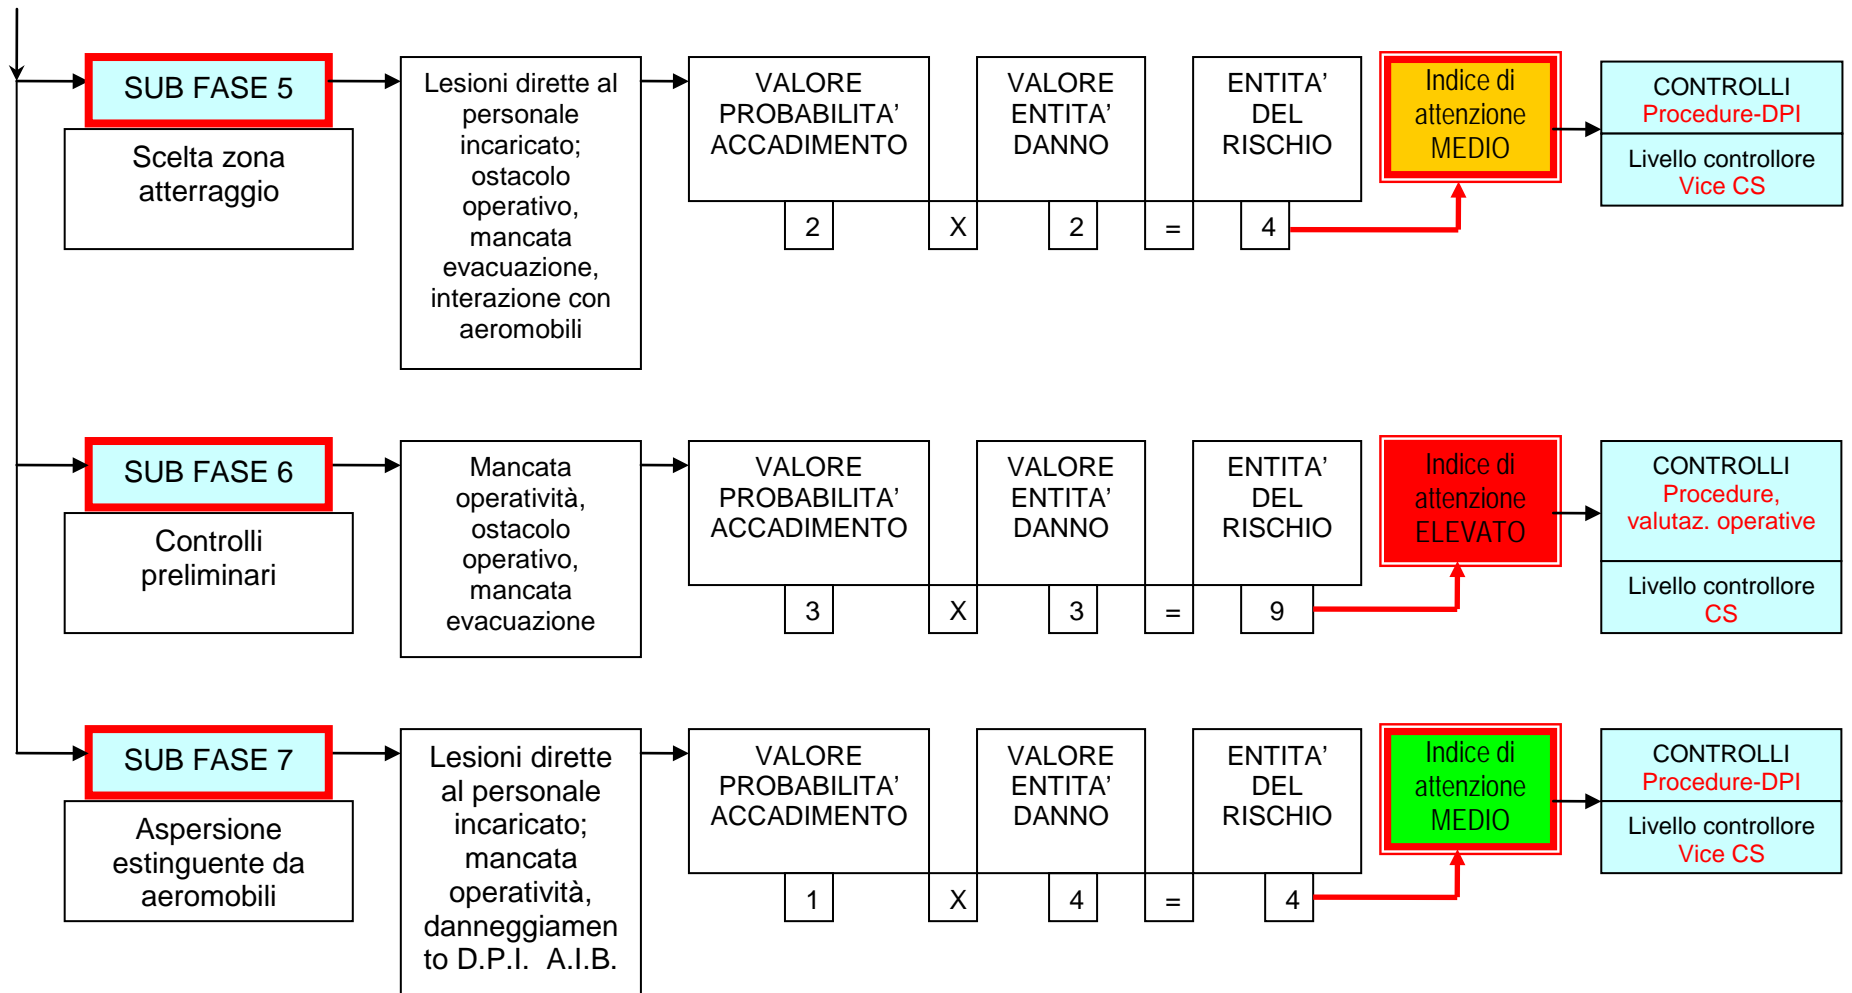 SUB FASE 5
Scelta zona
atterraggio
Lesioni dirette al
personale
incaricato;
ostacolo
operativo,
mancata
evacuazione,
interazione con
aeromobili
VALORE
PROBABILITA’
ACCADIMENTO
VALORE
ENTITA’
DANNO
ENTITA’
DEL
RISCHIO
2
X
2
=
4
Indice di
attenzione
MEDIO
CONTROLLI
Procedure-DPI
Livello controllore
Vice CS
SUB FASE 6
Controlli
preliminari
Mancata
operatività,
ostacolo
operativo,
mancata
evacuazione
VALORE
PROBABILITA’
ACCADIMENTO
VALORE
ENTITA’
DANNO
ENTITA’
DEL
RISCHIO
3
X
3
=
9
Indice di
attenzione
ELEVATO
CONTROLLI
Procedure,
valutaz. operative
Livello controllore
CS
SUB FASE 7
Aspersione
estinguente da
aeromobili
Lesioni dirette
al personale
incaricato;
mancata
operatività,
danneggiamen
to D.P.I. A.I.B.
VALORE
PROBABILITA’
ACCADIMENTO
VALORE
ENTITA’
DANNO
ENTITA’
DEL
RISCHIO
1
X
4
=
4
Indice di
attenzione
MEDIO
CONTROLLI
Procedure-DPI
Livello controllore
Vice CS